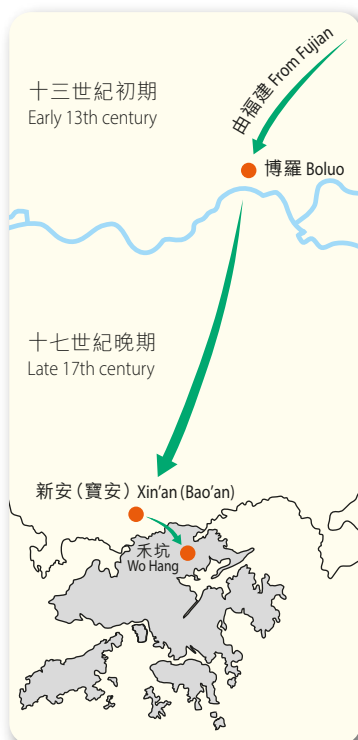 十三世紀初期
Early 13th century
由福建 From Fujian
博羅 Boluo
十七世紀晚期
Late 17th century
新安（寶安）Xin'an (Bao'an)
禾坑
Wo Hang